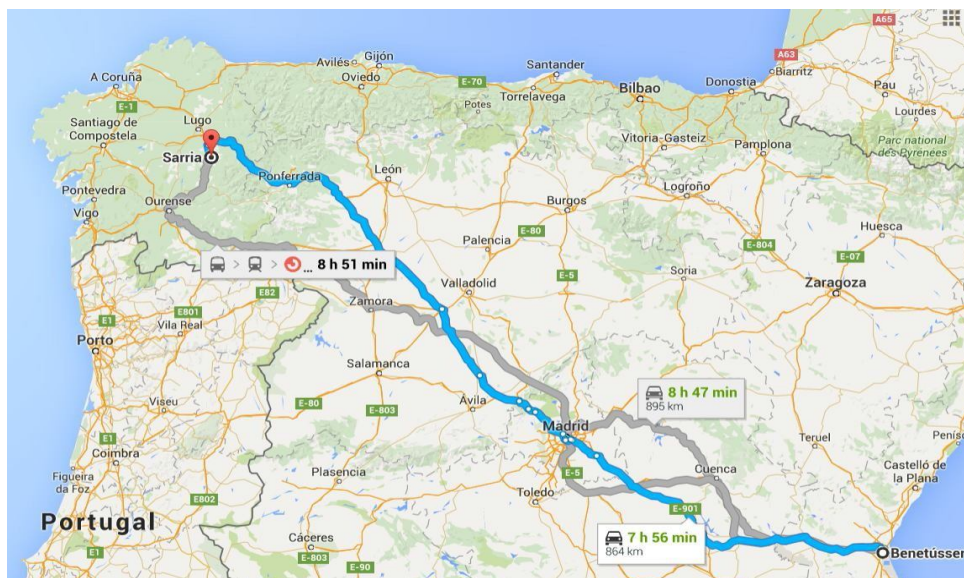 A65
A63
Avilés
Gijón
A Coruña
Oviedo
E-70
Santander
Torrelavega
Bilbao
Donostia
Biarritz
Pau
E-1
Potes
Lourdes
Santiago de
Compostela
Lugo
Vitoria-Gasteiz
Pamplona
Parc national
des Pyrénées
Sarria
León
Ponferrada
Pontevedra
Ourense
Logroño
Vigo
Burgos
Huesca
Palencia
E-80
E-804
8 h 51 min
E-5
E-07
Soria
E82
Valladolid
Zaragoza
Zamora
E801
E1
Vila Real
Porto
Salamanca
E-80
E-803
Ávila
8 h 47 min
895 km
Viseu
Madrid
Teruel
E1
Coimbra
Plasencia
E-5
Cuenca
Castelló de
la Plana
Figueira
da Foz
E802
Toledo
E-901
Portugal
7 h 56 min
864 km
Cáceres
E1
E-803
E-90
Benetússer